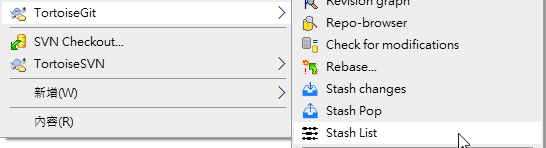 TortoiseGit
SVN Checkout...
TortoiseSVN
新增(W)
內容(R)
Revision graph
Repo-browser
Check for modifications
Rebase...
Stash changes
Stash Pop
Stash List